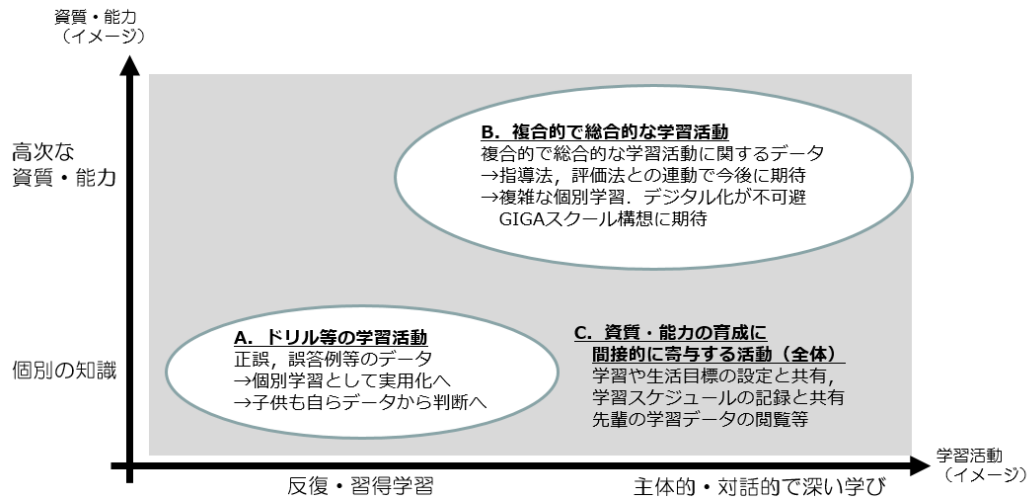 資質・能力
（イメージ）
高次な
資質・能力
B．複合的で総合的な学習活動
複合的で総合的な学習活動に関するデータ
→指導法，評価法との連動で今後に期待
→複雑な個別学習．デジタル化が不可避
GIGAスクール構想に期待
個別の知識
A．ドリル等の学習活動
正誤，誤答例等のデータ
→個別学習として実用化へ
→子供も自らデータから判断へ
C．資質・能力の育成に
間接的に寄与する活動（全体）
学習や生活目標の設定と共有，
学習スケジュールの記録と共有
先輩の学習データの閲覧等
反復・習得学習
主体的・対話的で深い学び
学習活動
（イメージ）